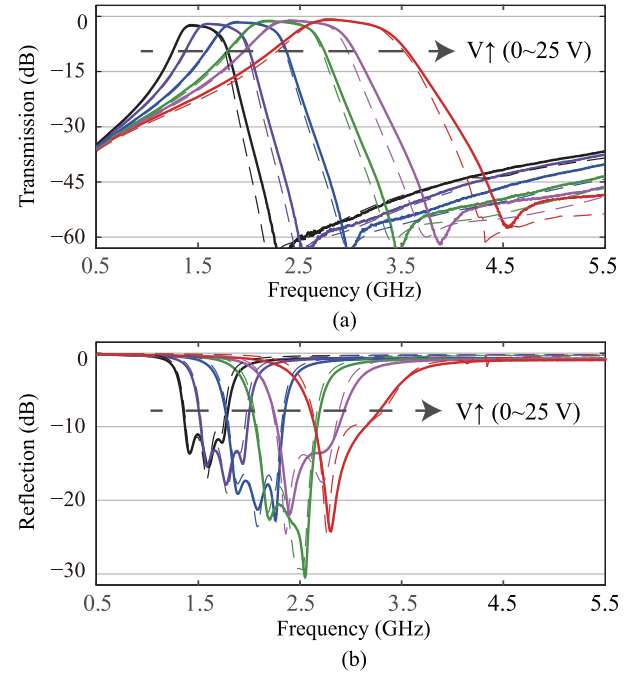 0
−15
−30
−45
−60
Transmission (dB)
V↑ (0~25 V)
0.5 1.5 2.5 3.5 4.5 5.5
Frequency (GHz)
(a)
0
−10
−20
−30
Reflection (dB)
V↑ (0~25 V)
0.5 1.5 2.5 3.5 4.5 5.5
Frequency (GHz)
(b)